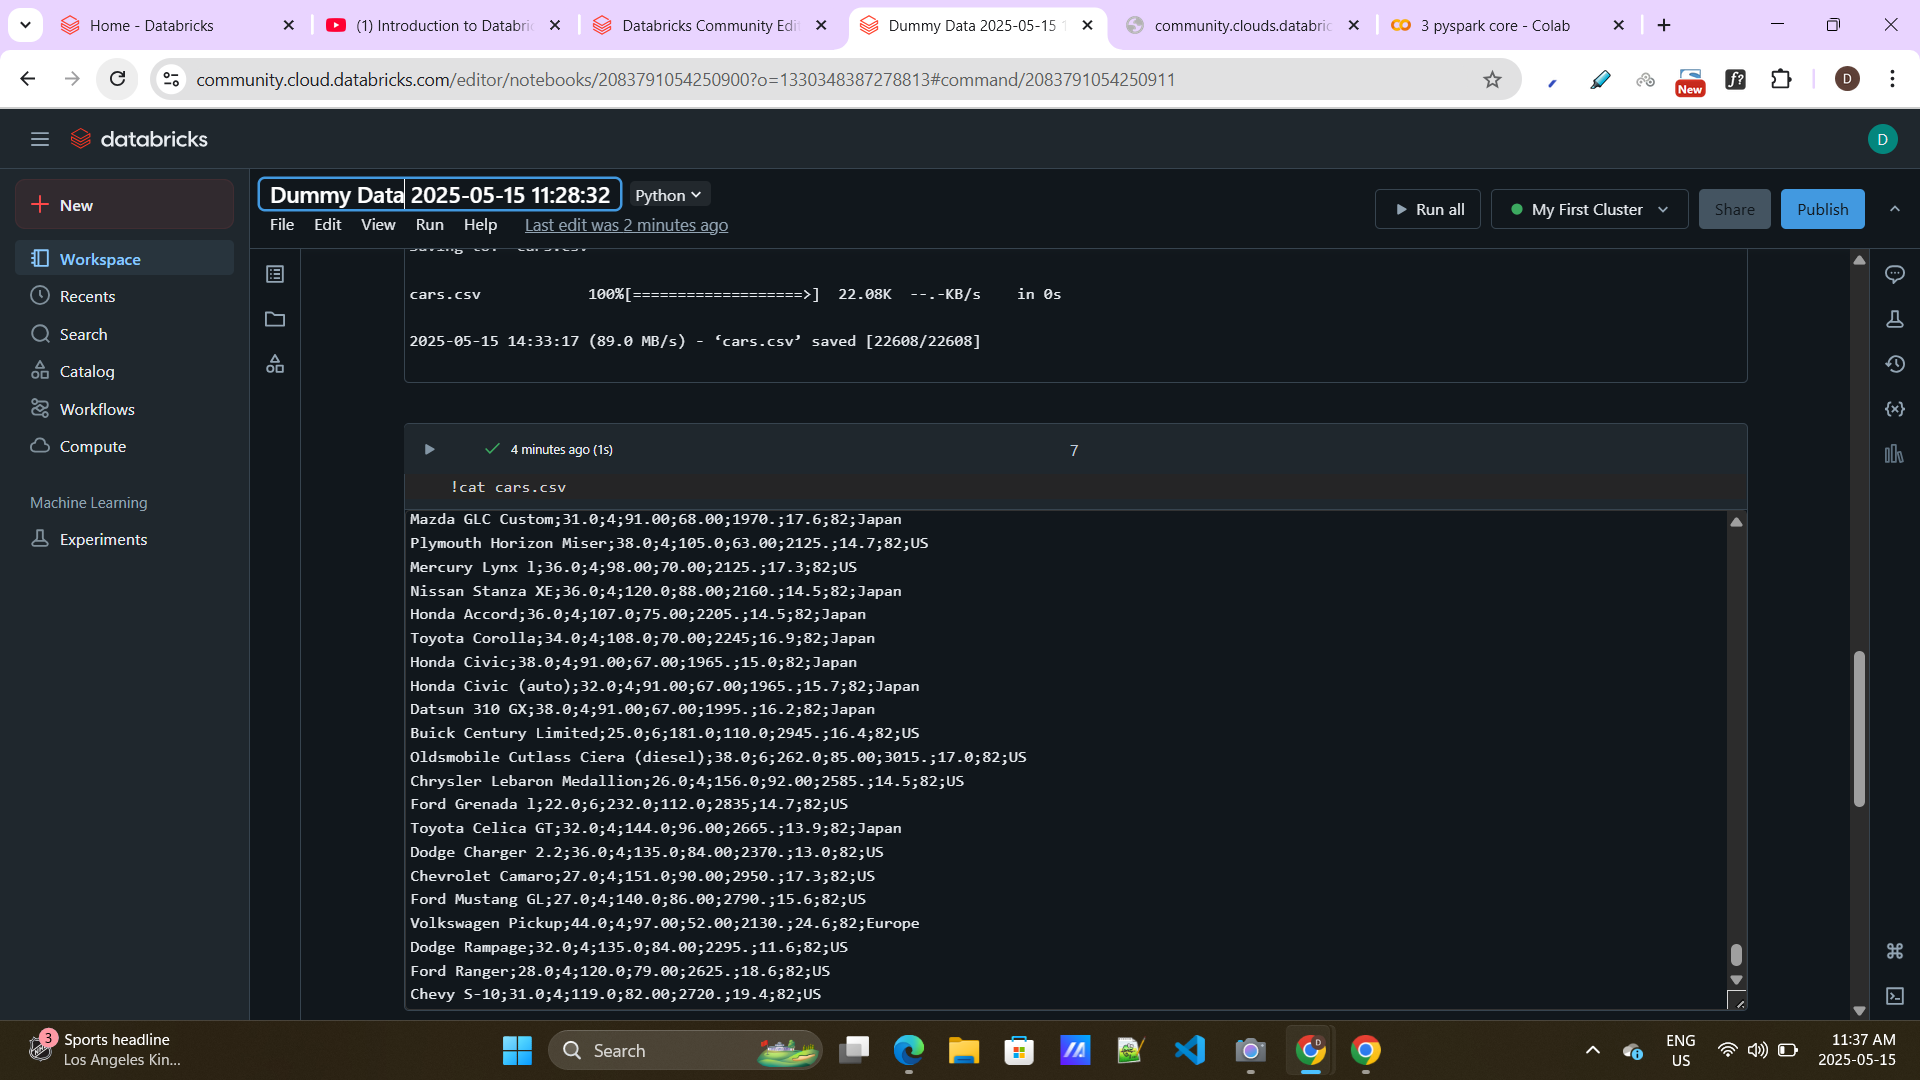 Home - Databricks
(1) Introduction to Databric
Databricks Community Edi
Dummy Data 2025-05-15 1
community.clouds.databric
3 pyspark core - Colab
community.cloud.databricks.com/editor/notebooks/2083791054250900?o=1330348387278813#command/2083791054250911
New
f?
D
databricks
D
New
Workspace
Recents
Search
Catalog
Workflows
Compute
Machine Learning
Experiments
Dummy Data 2025-05-15 11:28:32
Python
File Edit View Run Help Last edit was 2 minutes ago
Run all
My First Cluster
Share
Publish
Saving to: ‘cars.csv’
cars.csv 100%[===================>] 22.08K --.-KB/s in 0s
2025-05-15 14:33:17 (89.0 MB/s) - ‘cars.csv’ saved [22608/22608]
4 minutes ago (1s)
7
!cat cars.csv
Mazda GLC Custom;31.0;4;91.00;68.00;1970.;17.6;82;Japan
Plymouth Horizon Miser;38.0;4;105.0;63.00;2125.;14.7;82;US
Mercury Lynx l;36.0;4;98.00;70.00;2125.;17.3;82;US
Nissan Stanza XE;36.0;4;120.0;88.00;2160.;14.5;82;Japan
Honda Accord;36.0;4;107.0;75.00;2205.;14.5;82;Japan
Toyota Corolla;34.0;4;108.0;70.00;2245;16.9;82;Japan
Honda Civic;38.0;4;91.00;67.00;1965.;15.0;82;Japan
Honda Civic (auto);32.0;4;91.00;67.00;1965.;15.7;82;Japan
Datsun 310 GX;38.0;4;91.00;67.00;1995.;16.2;82;Japan
Buick Century Limited;25.0;6;181.0;110.0;2945.;16.4;82;US
Oldsmobile Cutlass Ciera (diesel);38.0;6;262.0;85.00;3015.;17.0;82;US
Chrysler Lebaron Medallion;26.0;4;156.0;92.00;2585.;14.5;82;US
Ford Grenada l;22.0;6;232.0;112.0;2835;14.7;82;US
Toyota Celica GT;32.0;4;144.0;96.00;2665.;13.9;82;Japan
Dodge Charger 2.2;36.0;4;135.0;84.00;2370.;13.0;82;US
Chevrolet Camaro;27.0;4;151.0;90.00;2950.;17.3;82;US
Ford Mustang GL;27.0;4;140.0;86.00;2790.;15.6;82;US
Volkswagen Pickup;44.0;4;97.00;52.00;2130.;24.6;82;Europe
Dodge Rampage;32.0;4;135.0;84.00;2295.;11.6;82;US
Ford Ranger;28.0;4;120.0;79.00;2625.;18.6;82;US
Chevy S-10;31.0;4;119.0;82.00;2720.;19.4;82;US
3
Sports headline
Los Angeles Kin...
Search
ENG
US
11:37 AM
2025-05-15